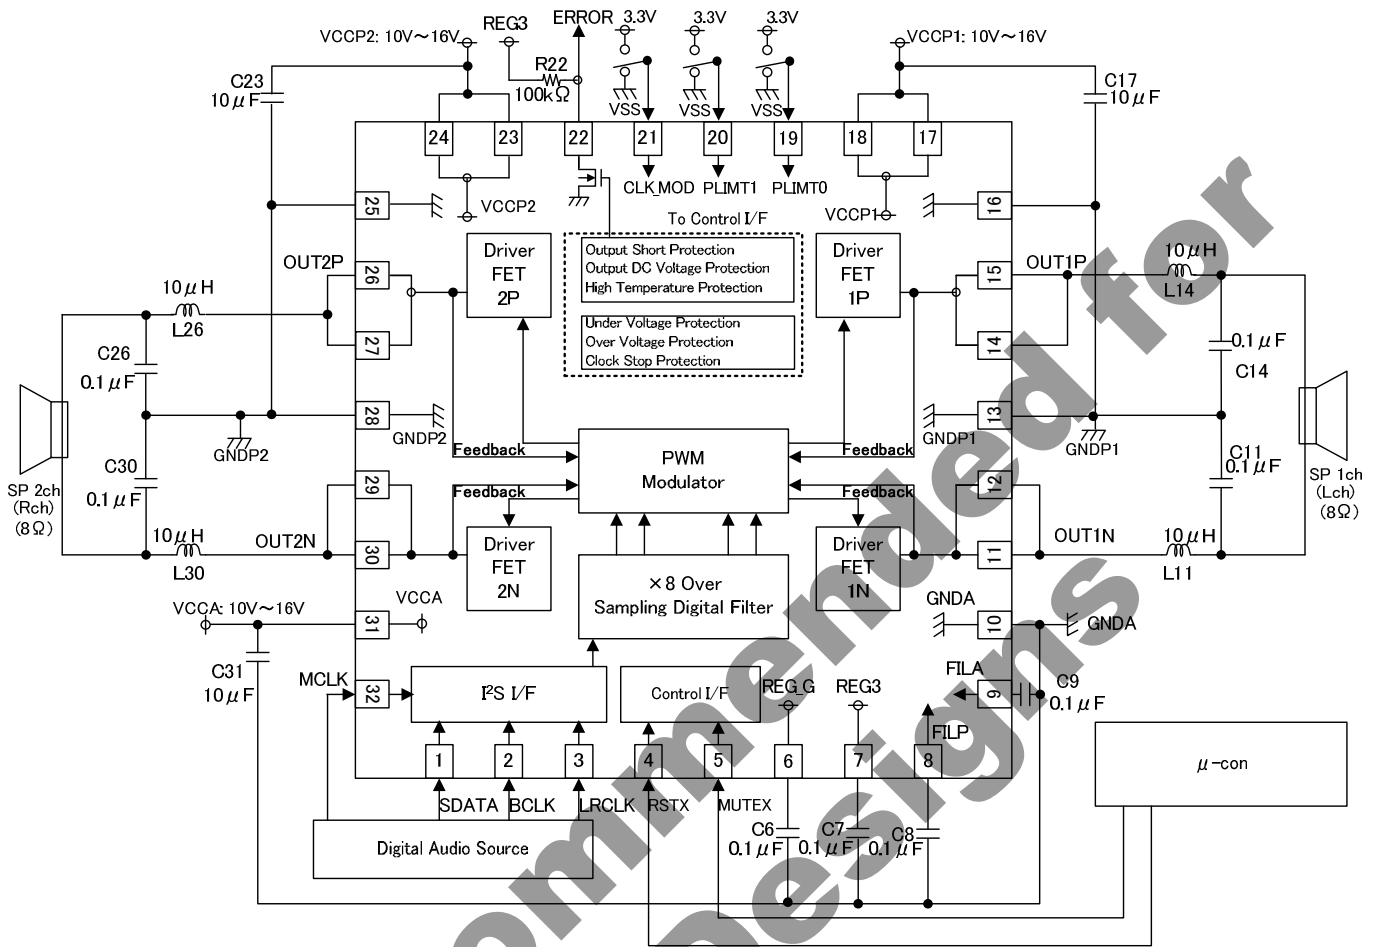 VCCP2: 10V～16V
REG3
ERROR
3.3V
3.3V
3.3V
VCCP1: 10V～16V
C23
10μF
R22
100kΩ
VSS
VSS
VSS
C17
10μF
24
23
22
21
20
19
18
17
CLK_MOD
PLIMT1
PLIMT0
VCCP2
VCCP1
25
16
To Control I/F
OUT2P
26
Driver
FET
2P
Output Short Protection
Output DC Voltage Protection
High Temperature Protection
Under Voltage Protection
Over Voltage Protection
Clock Stop Protection
Driver
FET
1P
15
OUT1P
10μH
L14
10μH
L26
27
14
C26
0.1μF
0.1μF
C14
28
GNDP2
GNDP2
13
GNDP1
GNDP1
Feedback
Feedback
PWM
Modulator
Feedback
Feedback
C30
0.1μF
C11
0.1μF
SP 2ch
(Rch)
(8Ω)
SP 1ch
(Lch)
(8Ω)
29
12
10μH
L30
OUT2N
30
Driver
FET
2N
Driver
FET
1N
11
OUT1N
10μH
L11
×8 Over
Sampling Digital Filter
VCCA: 10V～16V
31
VCCA
GNDA
10
GNDA
C31
10μF
MCLK
32
I²S I/F
Control I/F
REG_G
REG3
FILA
9
C9
0.1μF
FILP
1
2
3
4
5
6
7
8
μ-con
SDATA
BCLK
LRCLK
RSTX
MUTEX
Digital Audio Source
C6
0.1μF
C7
0.1μF
C8
0.1μF
ommended for
Designs